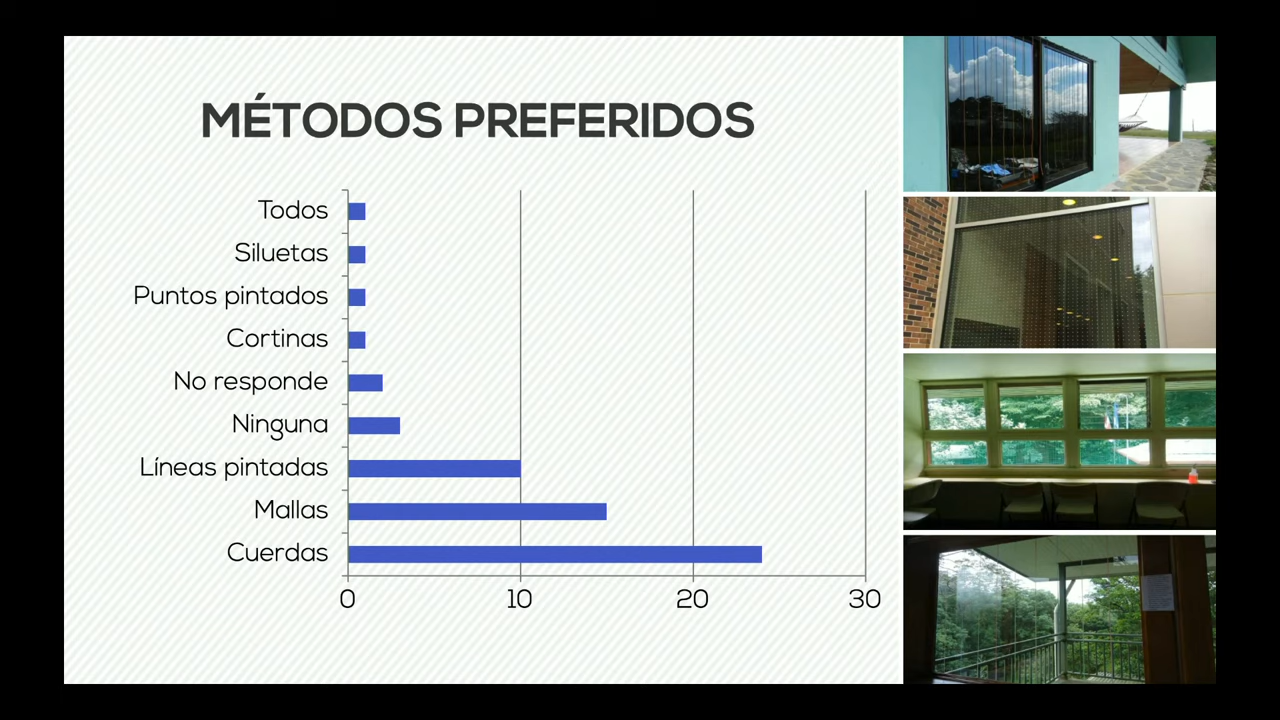 MÉTODOS PREFERIDOS
Todos
Siluetas
Puntos pintados
Cortinas
No responde
Ninguna
Líneas pintadas
Mallas
Cuerdas
0 10 20 30